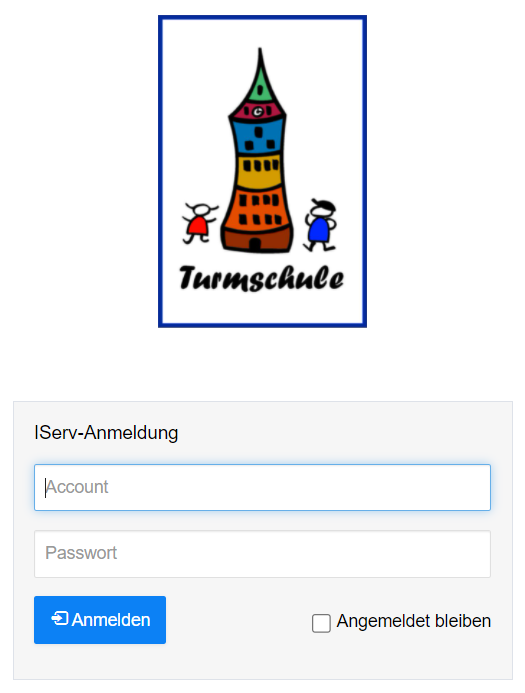 Turmschule
IServ-Anmeldung
Account
Passwort
Anmelden
Angemeldet bleiben